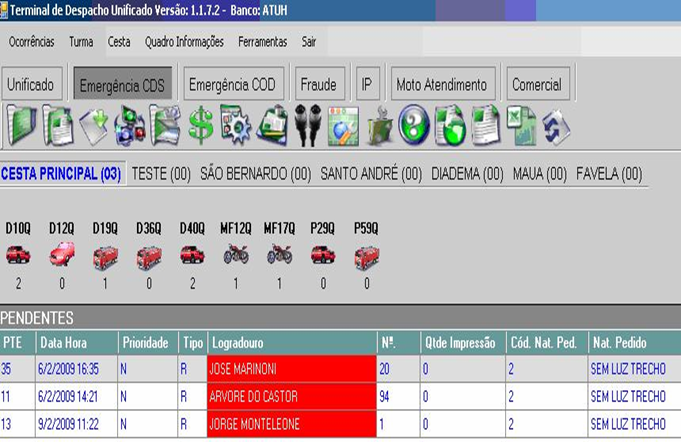 Terminal de Despacho Unificado Versão: 1.1.7.2 - Banco: ATUH
Ocorrências Turma Cesta Quadro Informações Ferramentas Sair
Unificado Emergência CDS Emergência COD Fraude IP Moto Atendimento Comercial
CESTA PRINCIPAL (03) TESTE (00) SÃO BERNARDO (00) SANTO ANDRÉ (00) DIADEMA (00) MAUA (00) FAVELA (00)
D10Q D12Q D19Q D36Q D40Q MF12Q MF17Q P29Q P59Q
2 0 1 0 2 1 1 0 0
PENDENTES
PTE Data Hora Prioridade Tipo Logradouro Nº. Qtde Impressão Cód. Nat. Ped. Nat. Pedido
35 6/2/2009 16:35 N R JOSE MARINONI 20 0 2 SEM LUZ TRECHO
11 6/2/2009 14:21 N R ARVORE DO CASTOR 94 0 2 SEM LUZ TRECHO
13 9/2/2009 11:22 N R JORGE MONTELEONE 1 0 2 SEM LUZ TRECHO